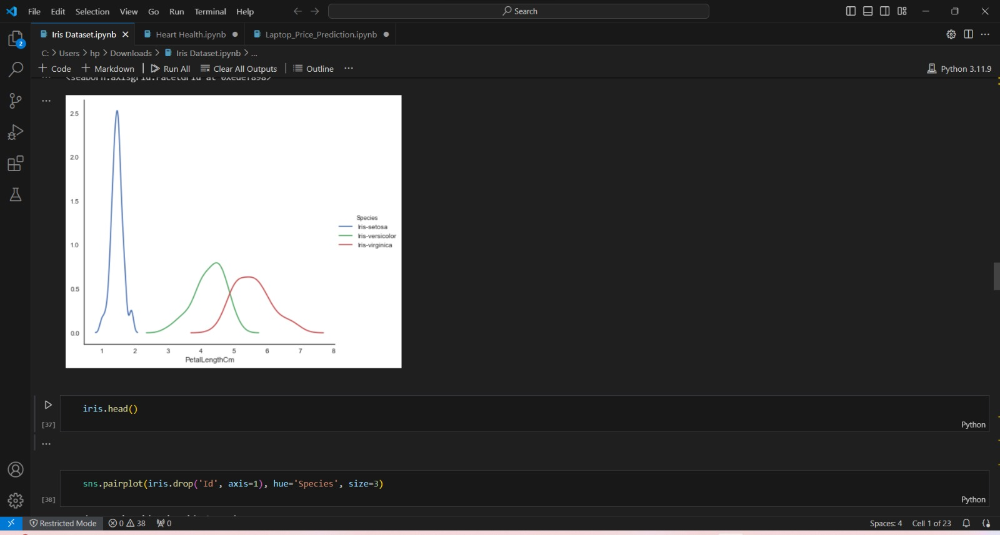 File Edit Selection View Go Run Terminal Help
Search
Iris Dataset.ipynb Heart Health.ipynb Laptop_Price_Prediction.ipynb
2
C: > Users > hp > Downloads > Iris Dataset.ipynb > ...
+ Code + Markdown | Run All Clear All Outputs | Outline ...
Python 3.11.9
<seaborn.axisgrid.FacetGrid at 0xedef898>
2.5
2.0
1.5
1.0
0.5
0.0
Species
Iris-setosa
Iris-versicolor
Iris-virginica
1 2 3 4 5 6 7 8
PetalLengthCm
iris.head()
[37]
Python
sns.pairplot(iris.drop('Id', axis=1), hue='Species', size=3)
[38]
Python
Restricted Mode 0 38 0
Spaces: 4 Cell 1 of 23